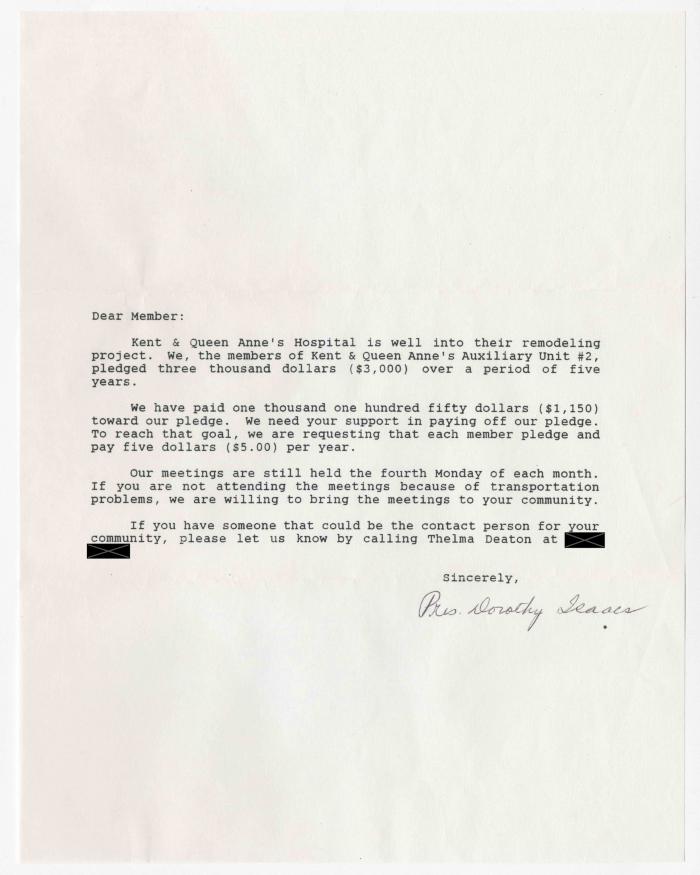 Dear Member:
Kent & Queen Anne's Hospital is well into their remodeling
project. We, the members of Kent & Queen Anne's Auxiliary Unit #2,
pledged three thousand dollars ($3,000) over a period of five
years.
We have paid one thousand one hundred fifty dollars ($1,150)
toward our pledge. We need your support in paying off our pledge.
To reach that goal, we are requesting that each member pledge and
pay five dollars ($5.00) per year.
Our meetings are still held the fourth Monday of each month.
If you are not attending the meetings because of transportation
problems, we are willing to bring the meetings to your community.
If you have someone that could be the contact person for your
community, please let us know by calling Thelma Deaton at
Sincerely,
Pres. Dorothy Isaacs